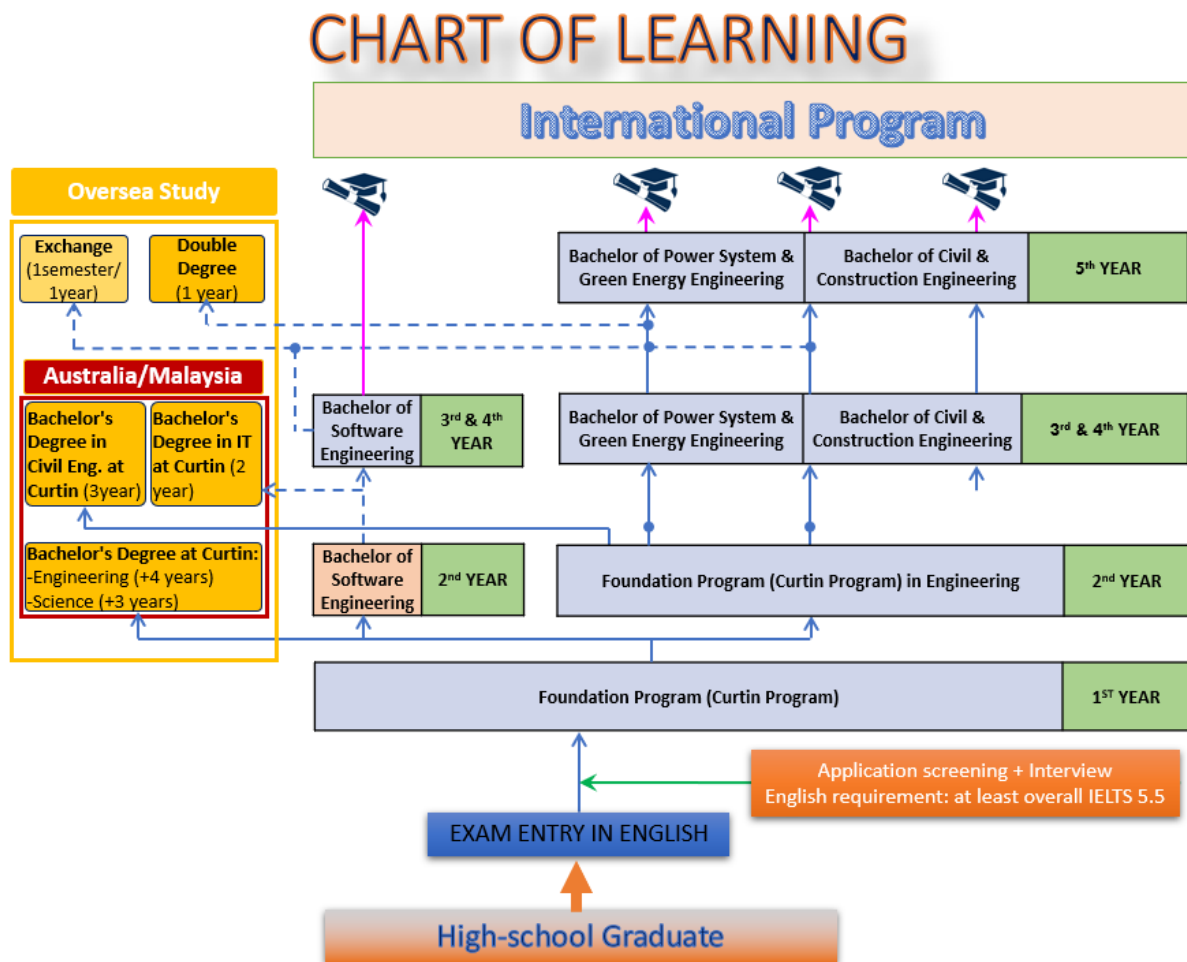 CHART OF LEARNING
International Program
Oversea Study
Exchange
(1semester/
1year)
Double
Degree
(1 year)
Bachelor of Power System &
Green Energy Engineering
Bachelor of Civil &
Construction Engineering
5th YEAR
Australia/Malaysia
Bachelor's
Degree in
Civil Eng. at
Curtin (3year)
Bachelor's
Degree in IT
at Curtin (2
year)
Bachelor of
Software
Engineering
3rd & 4th
YEAR
Bachelor of Power System &
Green Energy Engineering
Bachelor of Civil &
Construction Engineering
3rd & 4th YEAR
Bachelor's Degree at Curtin:
-Engineering (+4 years)
-Science (+3 years)
Bachelor of
Software
Engineering
2nd YEAR
Foundation Program (Curtin Program) in Engineering
2nd YEAR
Foundation Program (Curtin Program)
1ST YEAR
Application screening + Interview
English requirement: at least overall IELTS 5.5
EXAM ENTRY IN ENGLISH
High-school Graduate